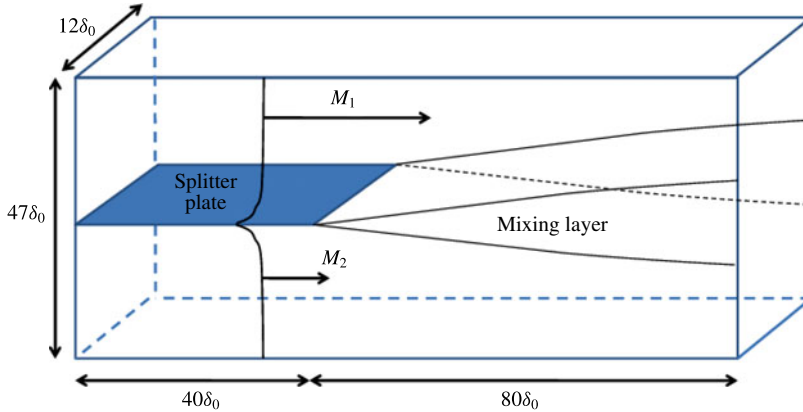 12δ₀
M₁
Splitter
plate
47δ₀
Mixing layer
M₂
40δ₀
80δ₀